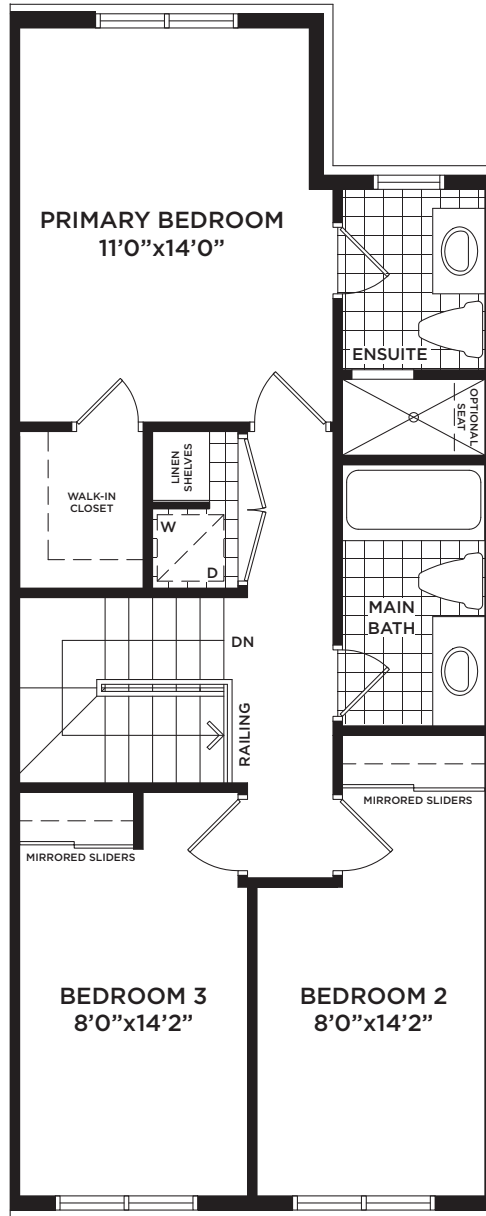 PRIMARY BEDROOM
11’0”x14’0”
ENSUITE
OPTIONAL
SEAT
LINEN
SHELVES
WALK-IN
CLOSET
W
D
MAIN
BATH
DN
RAILING
MIRRORED SLIDERS
MIRRORED SLIDERS
BEDROOM 3
8’0”x14’2”
BEDROOM 2
8’0”x14’2”